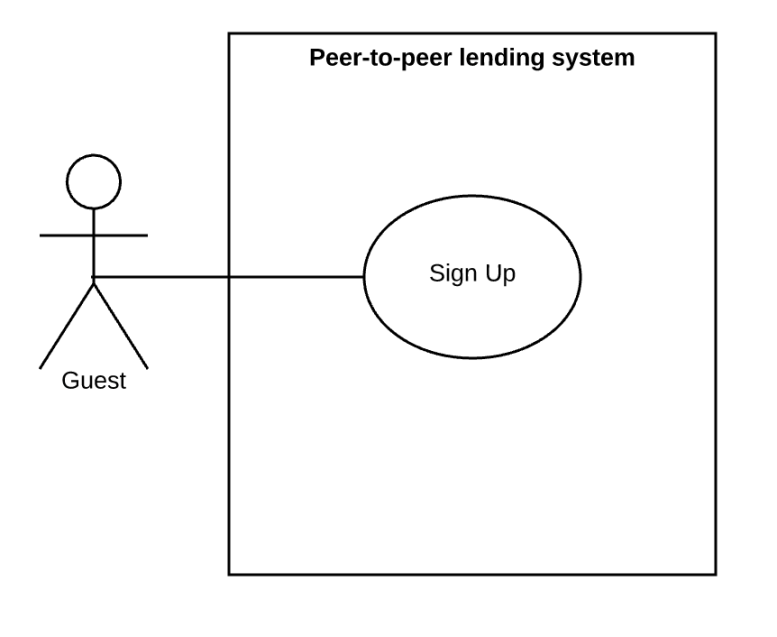 Peer-to-peer lending system
Sign Up
Guest